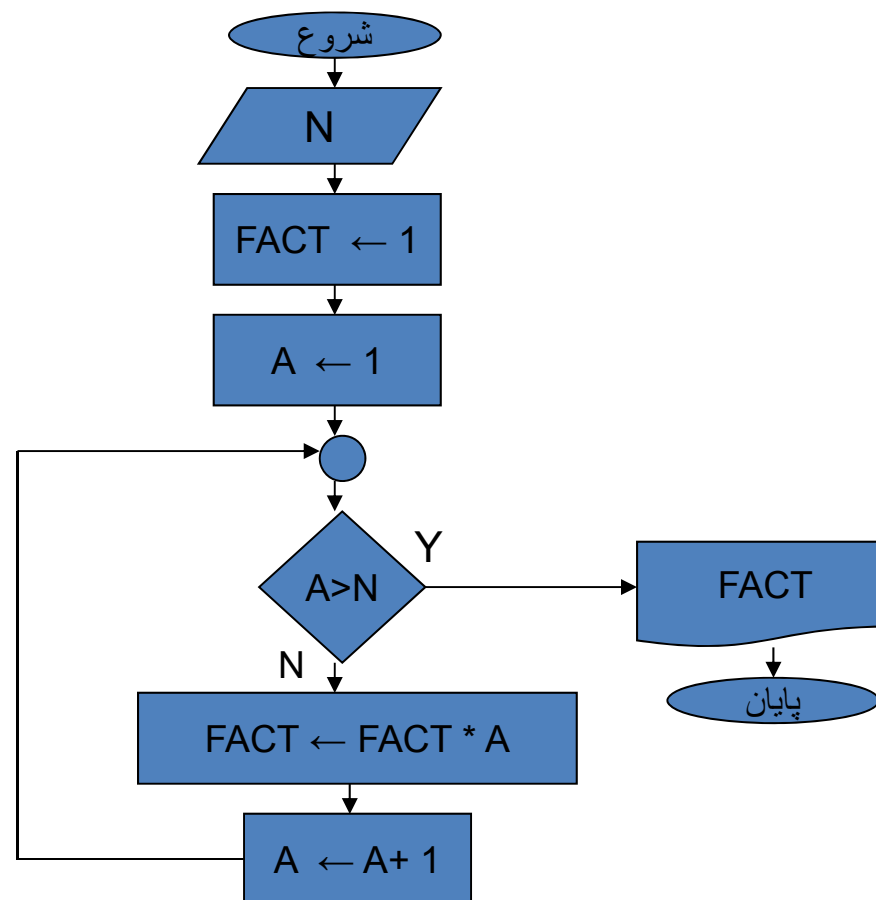 شروع
N
FACT ← 1
A ← 1
A>N
Y
FACT
N
پایان
FACT ← FACT * A
A ← A+ 1